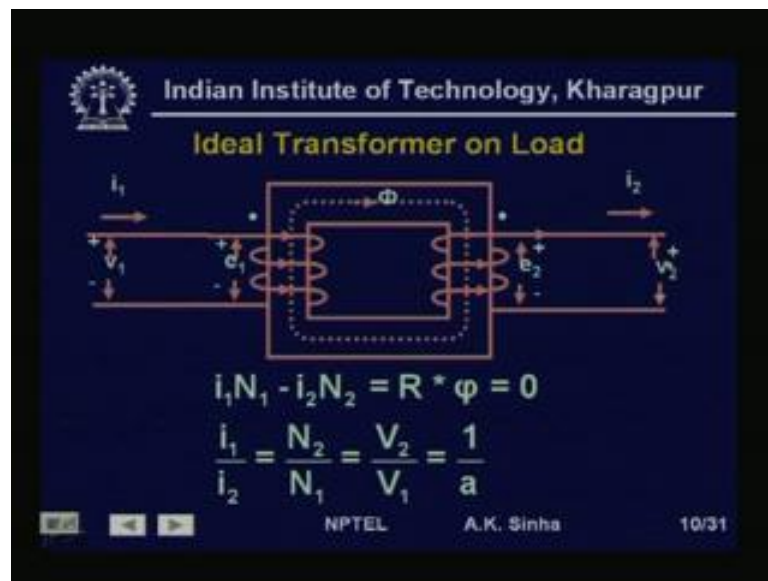 Indian Institute of Technology, Kharagpur
Ideal Transformer on Load
i₁ Φ i₂
+ + + +
v₁ e₁ e₂ v₂
- - - -
i₁N₁ - i₂N₂ = R * φ = 0
i₁/i₂ = N₂/N₁ = V₂/V₁ = 1/a
NPTEL A.K. Sinha 10/31